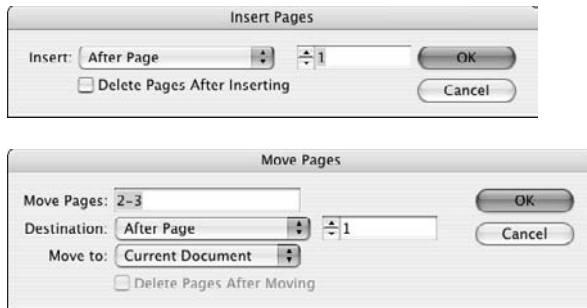 Insert Pages
Insert: After Page 1 OK
Delete Pages After Inserting Cancel
Move Pages
Move Pages: 2-3 OK
Destination: After Page 1 Cancel
Move to: Current Document
Delete Pages After Moving